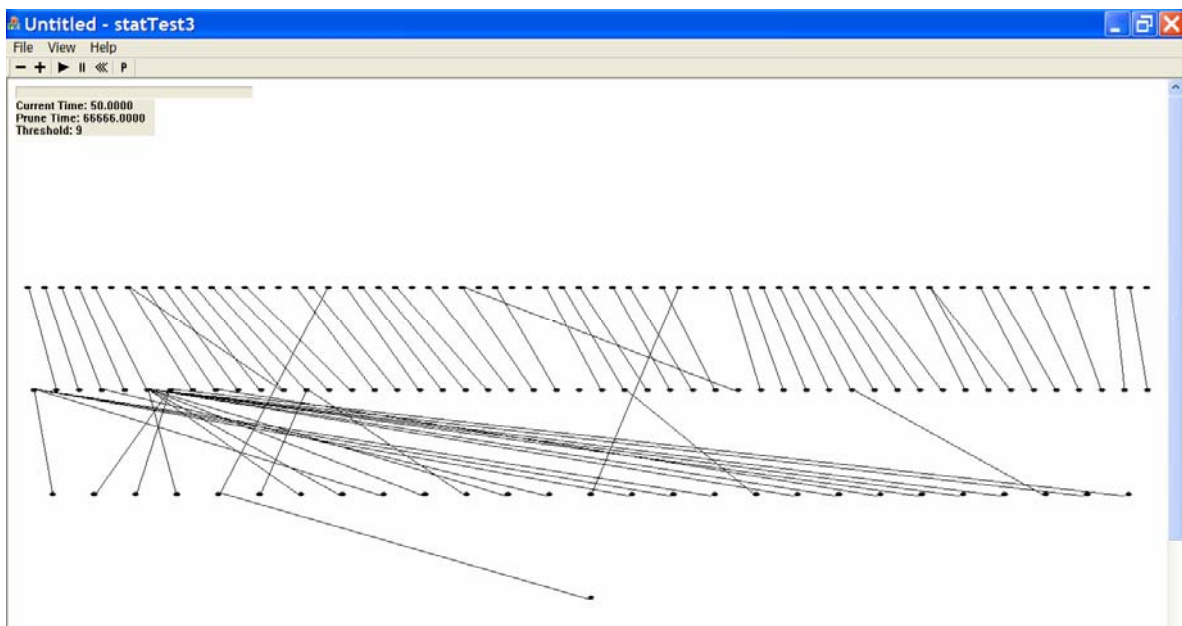 Untitled - statTest3
File View Help
P
Current Time: 50.0000
Prune Time: 66666.0000
Threshold: 9